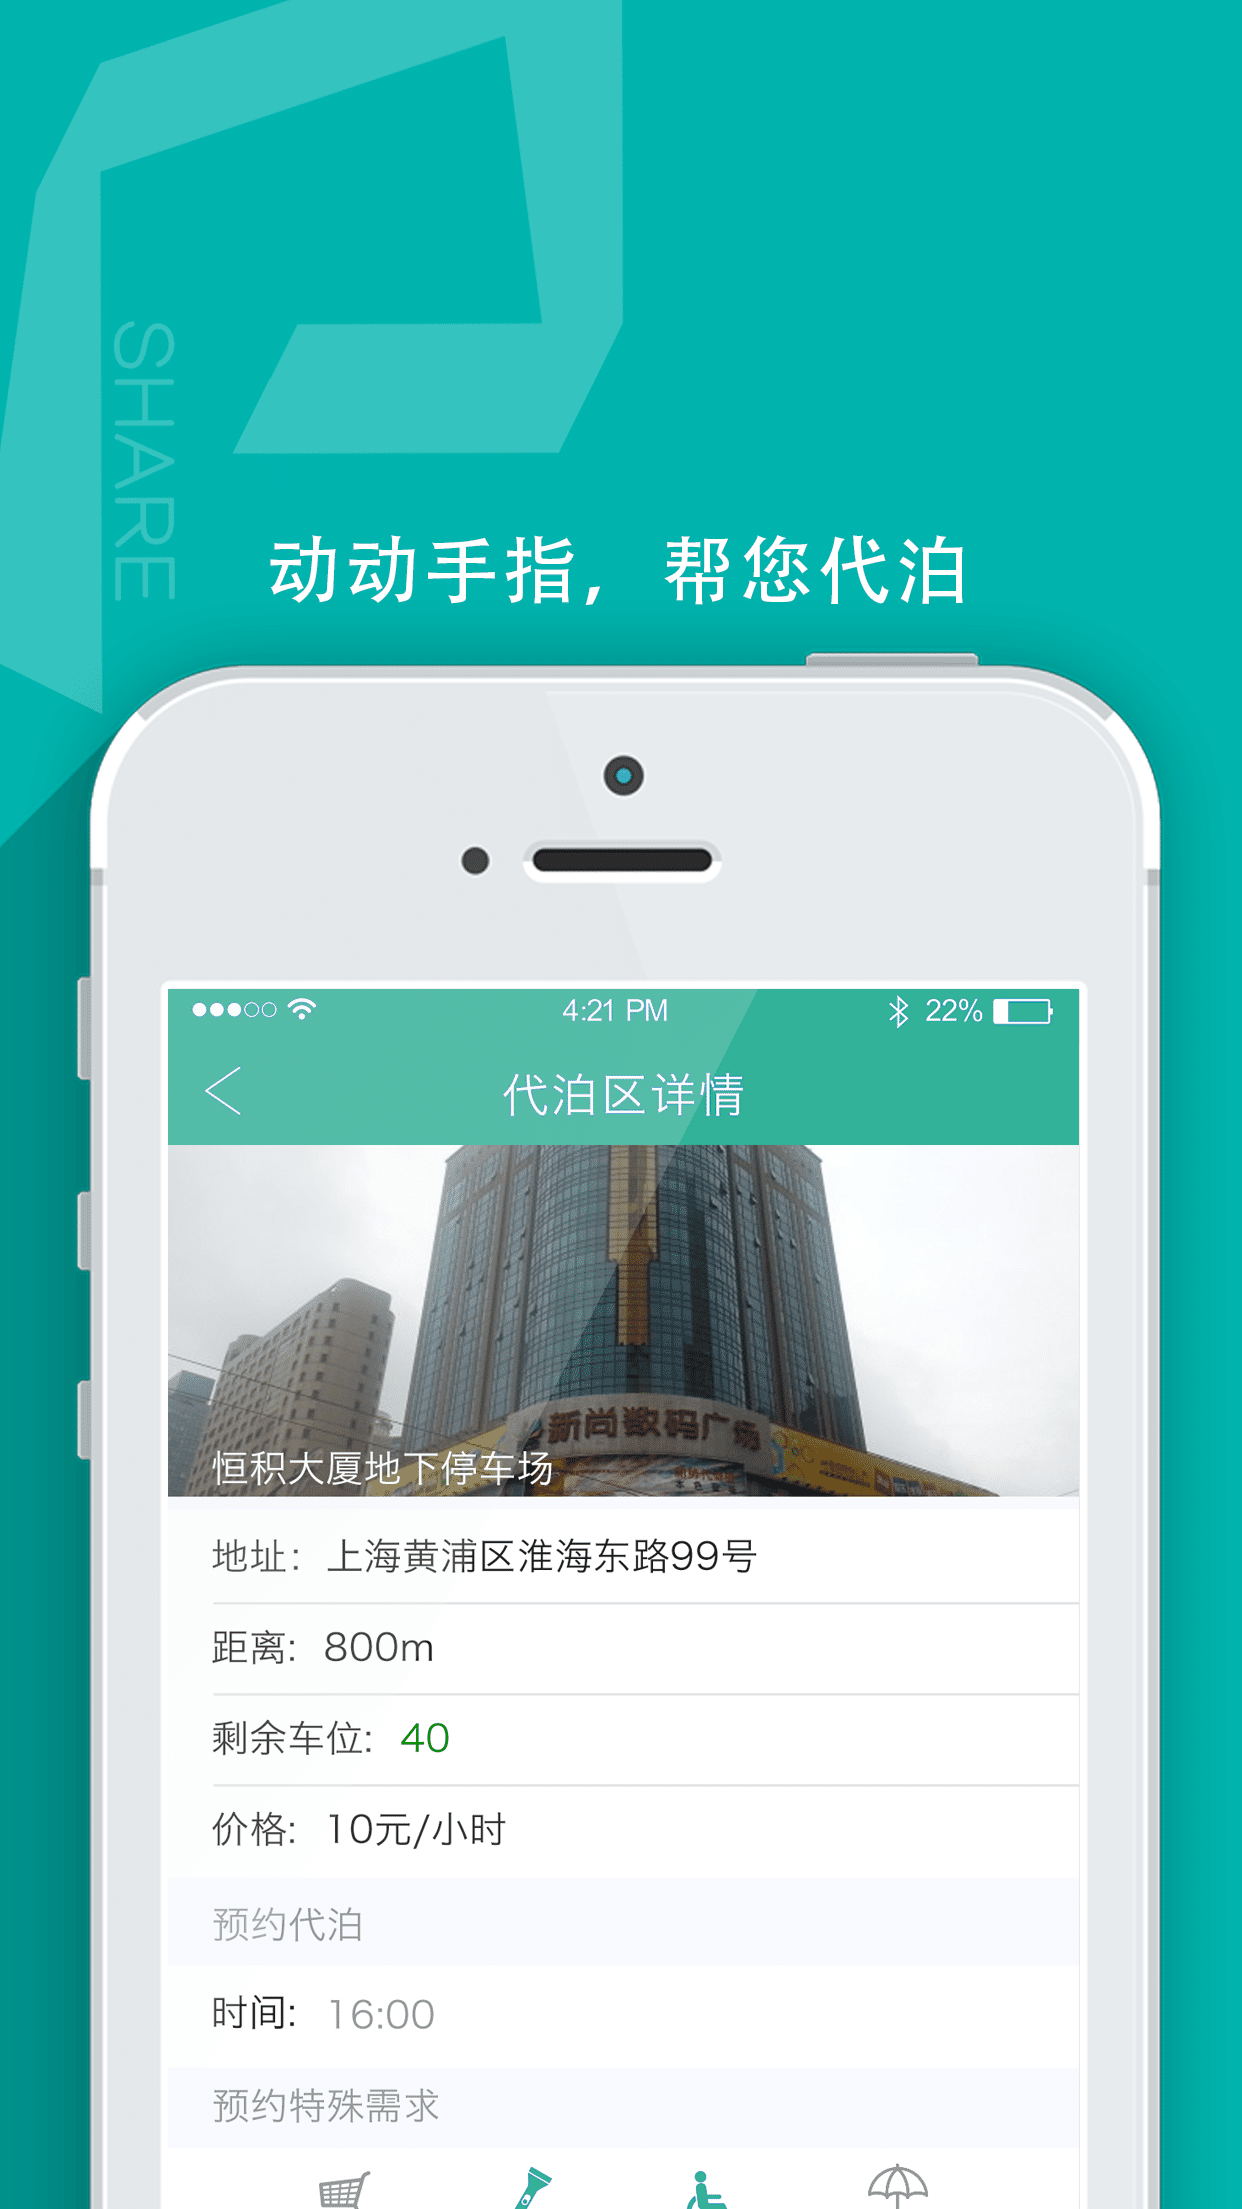 SHARE
动动手指，帮您代泊
4:21 PM
22%
代泊区详情
新尚数码广场
恒积大厦地下停车场
地址：上海黄浦区淮海东路99号
距离：800m
剩余车位：40
价格：10元/小时
预约代泊
时间：16:00
预约特殊需求